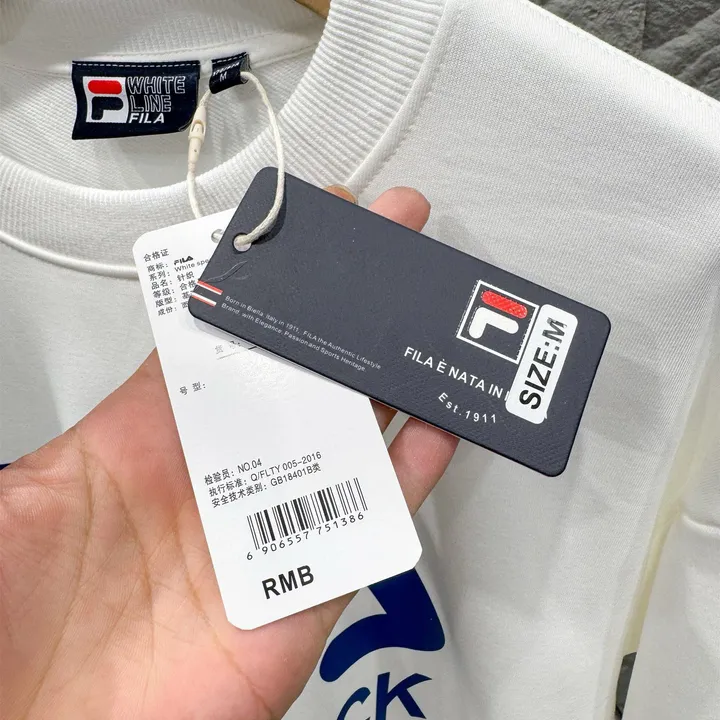 WHITE
LINE
FILA
M
合格证
商标: FILA
系列: White
品名: 针织
等级: 合格
版型:
成份:
号 型:
检验员: NO.04
执行标准: Q/FLTY 005-2016
安全技术类别: GB18401B类
6 906557 751386
RMB
Born in Biella, Italy in 1911, FILA the Authentic Lifestyle
Brand, with Elegance, Passion and Sports Heritage.
FILA È NATA IN
Est.1911
SIZE:M
CK